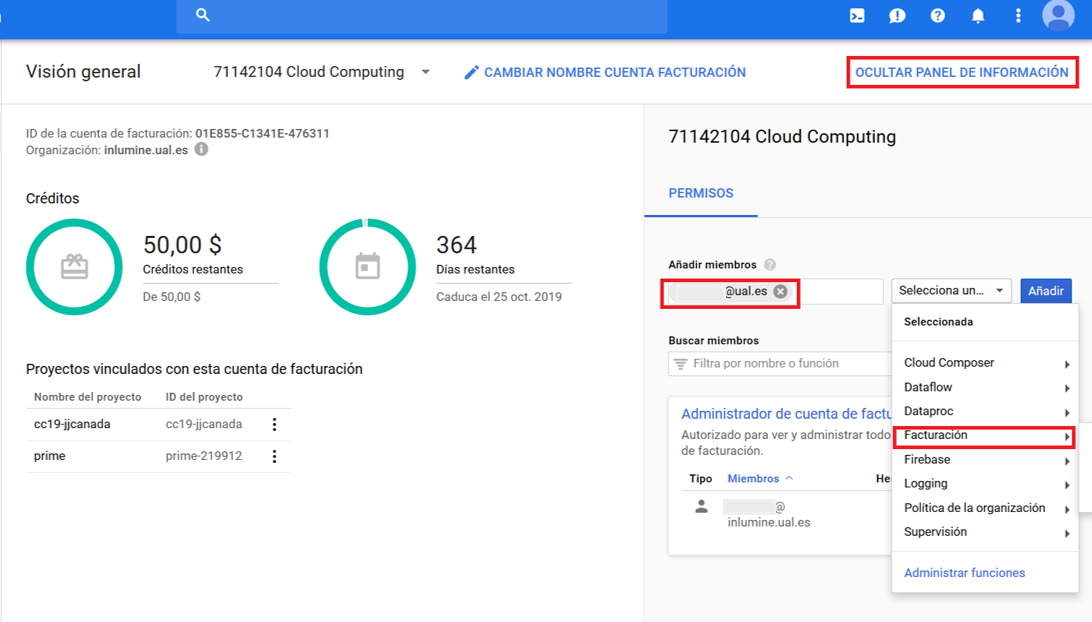 Visión general
71142104 Cloud Computing
CAMBIAR NOMBRE CUENTA FACTURACIÓN
OCULTAR PANEL DE INFORMACIÓN
ID de la cuenta de facturación: 01E855-C1341E-476311
Organización: inlumine.ual.es
Créditos
50,00 $
Créditos restantes
De 50,00 $
364
Días restantes
Caduca el 25 oct. 2019
Proyectos vinculados con esta cuenta de facturación
Nombre del proyecto ID del proyecto
cc19-jjcanada cc19-jjcanada
prime prime-219912
71142104 Cloud Computing
PERMISOS
Añadir miembros
@ual.es
Selecciona un...
Añadir
Buscar miembros
Filtra por nombre o función
Administrador de cuenta de factu
Autorizado para ver y administrar todo
de facturación.
Tipo Miembros He
@
inlumine.ual.es
Seleccionada
Cloud Composer
Dataflow
Dataproc
Facturación
Firebase
Logging
Política de la organización
Supervisión
Administrar funciones